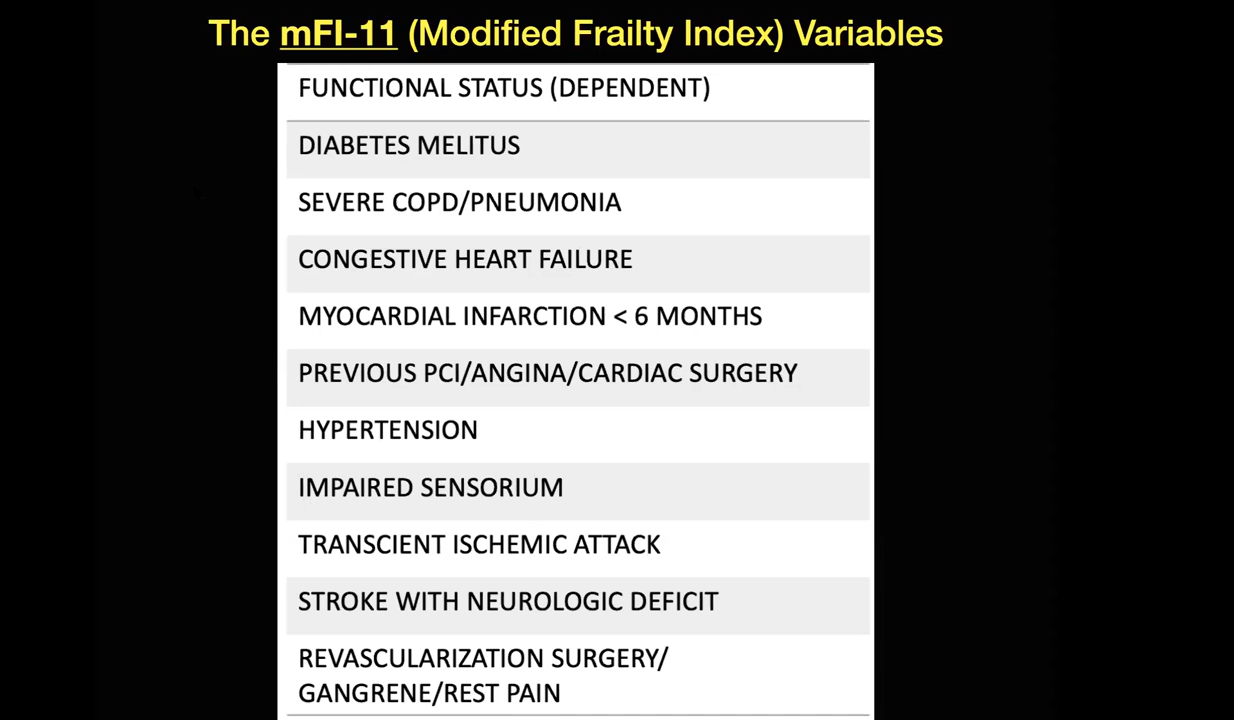 The mFI-11 (Modified Frailty Index) Variables
FUNCTIONAL STATUS (DEPENDENT)
DIABETES MELITUS
SEVERE COPD/PNEUMONIA
CONGESTIVE HEART FAILURE
MYOCARDIAL INFARCTION < 6 MONTHS
PREVIOUS PCI/ANGINA/CARDIAC SURGERY
HYPERTENSION
IMPAIRED SENSORIUM
TRANSCIENT ISCHEMIC ATTACK
STROKE WITH NEUROLOGIC DEFICIT
REVASCULARIZATION SURGERY/
GANGRENE/REST PAIN